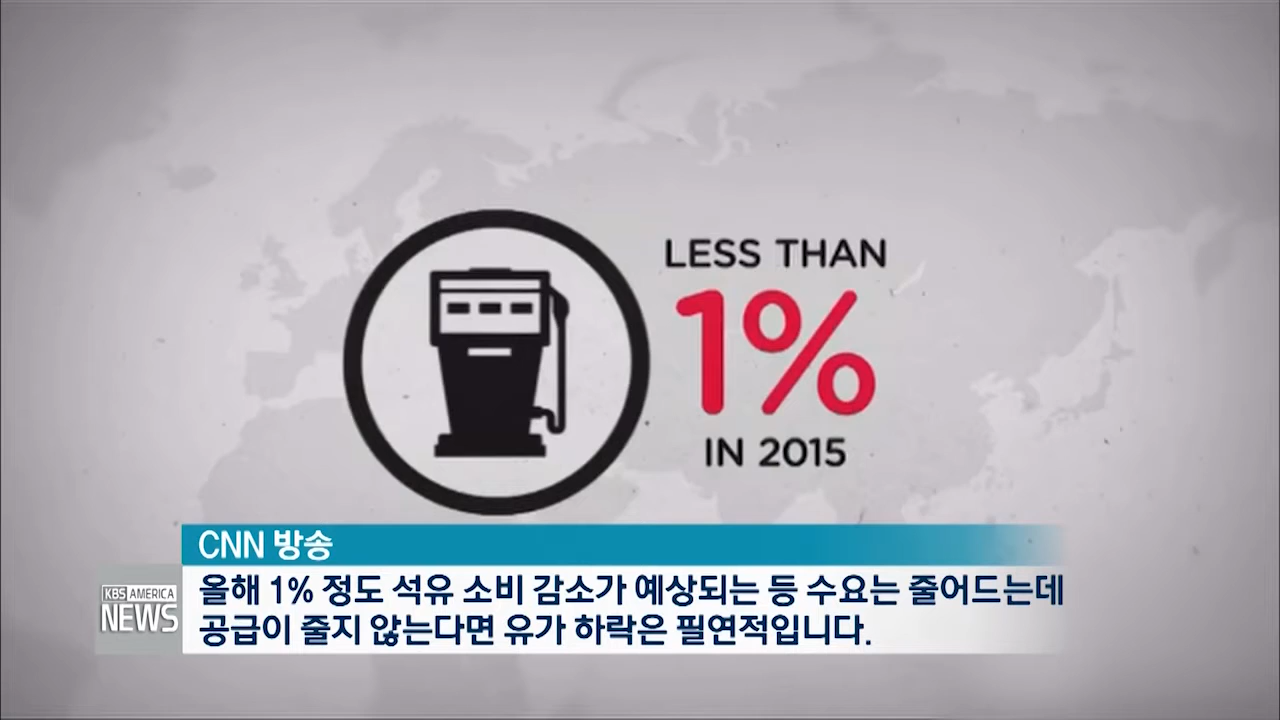 LESS THAN
1%
IN 2015
CNN 방송
KBS AMERICA
NEWS
올해 1% 정도 석유 소비 감소가 예상되는 등 수요는 줄어드는데
공급이 줄지 않는다면 유가 하락은 필연적입니다.